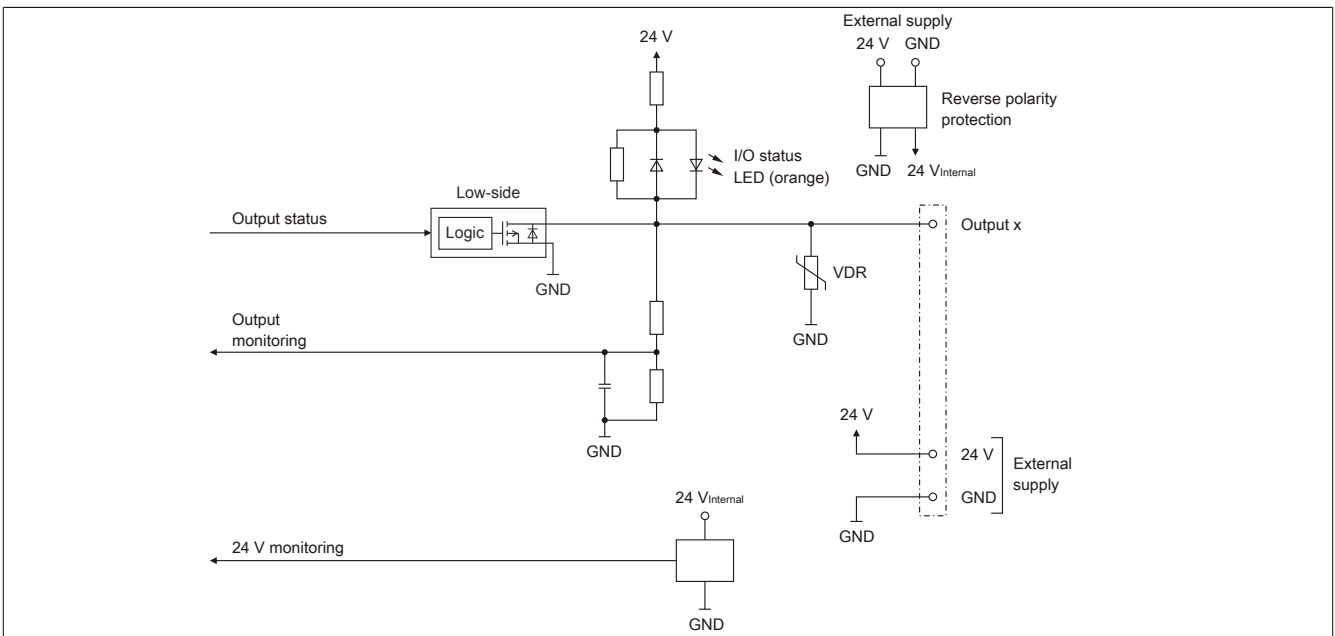 External supply
24 V GND
24 V
Reverse polarity
protection
GND 24 VInternal
I/O status
LED (orange)
Low-side
Output status
Logic
Output x
GND
VDR
Output
monitoring
GND
GND
24 V
24 V
External
supply
GND
24 VInternal
GND
24 V monitoring
GND